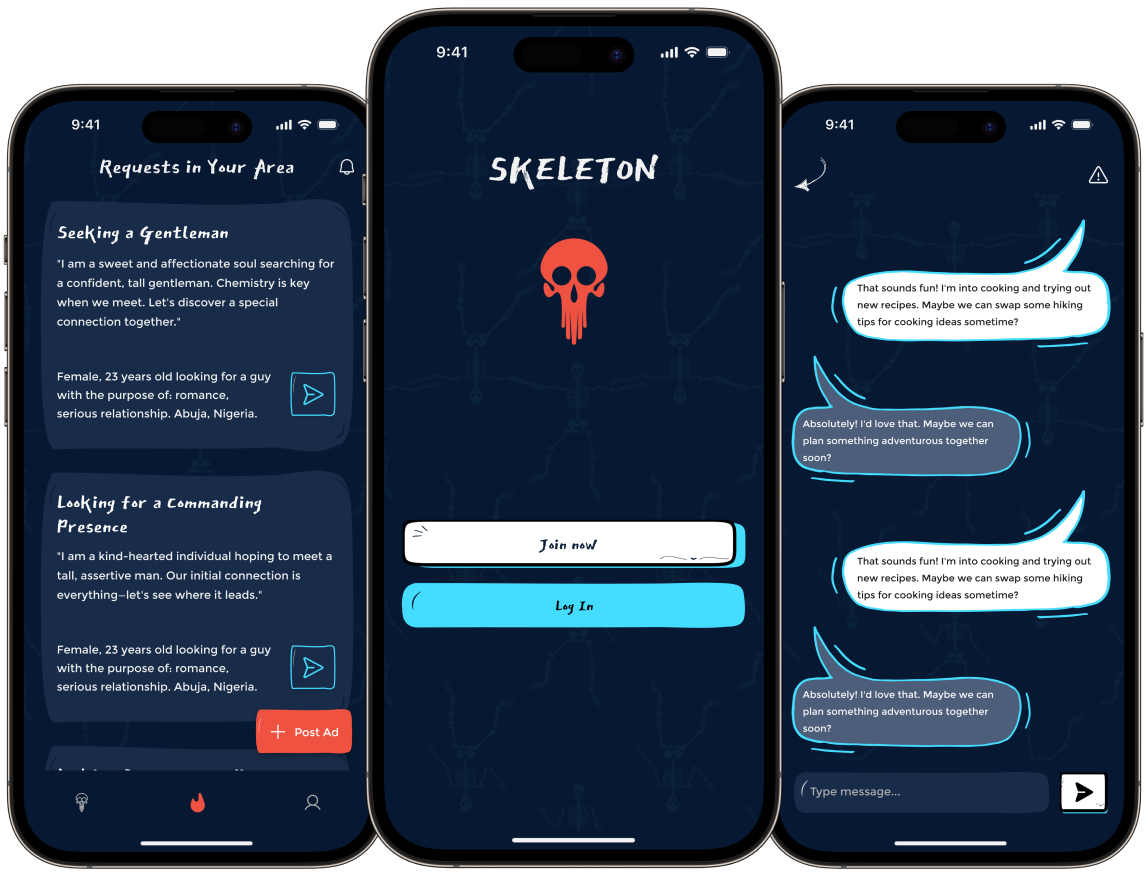 9:41
Requests in Your Area
Seeking a Gentleman
"I am a sweet and affectionate soul searching for
a confident, tall gentleman. Chemistry is key
when we meet. Let's discover a special
connection together."
Female, 23 years old looking for a guy
with the purpose of: romance,
serious relationship. Abuja, Nigeria.
Looking for a Commanding
Presence
"I am a kind-hearted individual hoping to meet a
tall, assertive man. Our initial connection is
everything—let's see where it leads."
Female, 23 years old looking for a guy
with the purpose of: romance,
serious relationship. Abuja, Nigeria.
Post Ad
9:41
SKELETON
Join now
Log In
9:41
That sounds fun! I'm into cooking and trying out
new recipes. Maybe we can swap some hiking
tips for cooking ideas sometime?
Absolutely! I'd love that. Maybe we can
plan something adventurous together
soon?
That sounds fun! I'm into cooking and trying out
new recipes. Maybe we can swap some hiking
tips for cooking ideas sometime?
Absolutely! I'd love that. Maybe we can
plan something adventurous together
soon?
Type message...